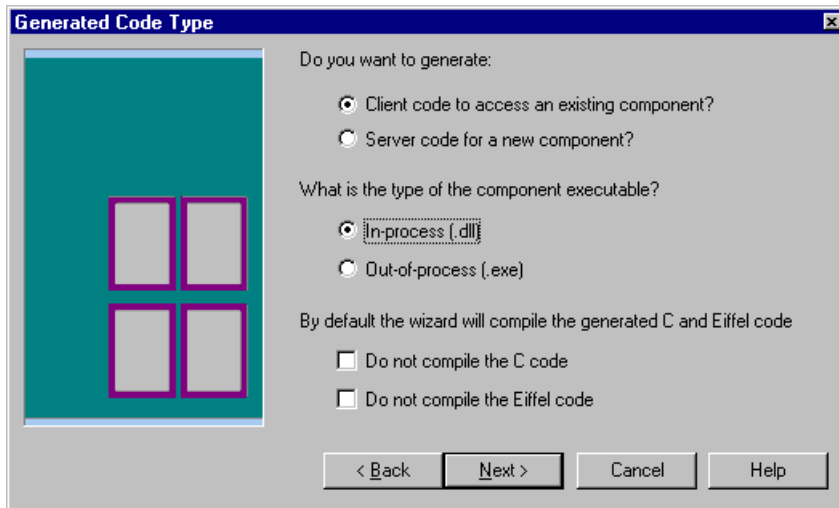 Generated Code Type
Do you want to generate:
Client code to access an existing component?
Server code for a new component?
What is the type of the component executable?
In-process (.dll)
Out-of-process (.exe)
By default the wizard will compile the generated C and Eiffel code
Do not compile the C code
Do not compile the Eiffel code
< Back
Next >
Cancel
Help